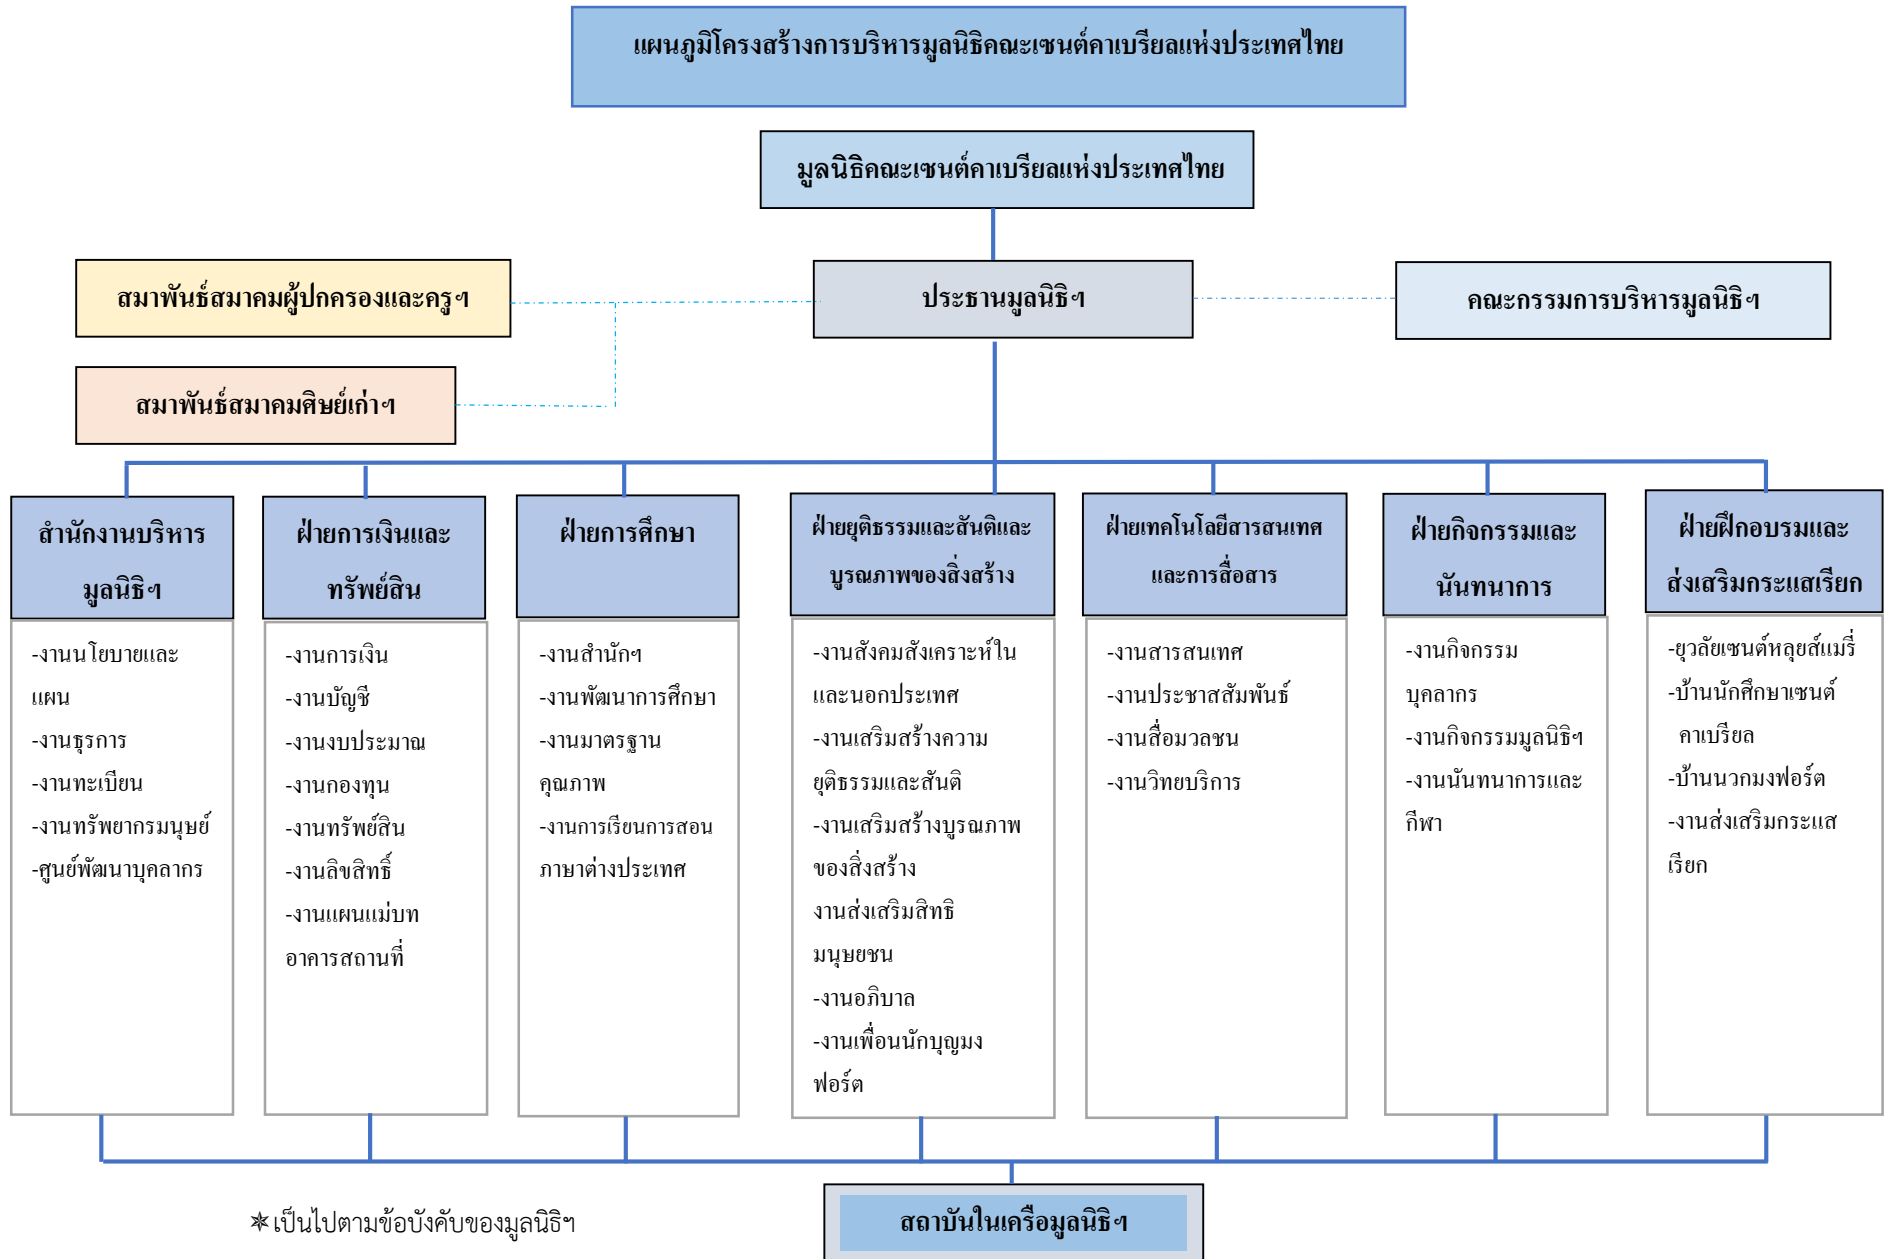 แผนภูมิโครงสร้างการบริหารมูลนิธิคณะเซนต์คาเบรียลแห่งประเทศไทย
มูลนิธิคณะเซนต์คาเบรียลแห่งประเทศไทย
สมาพันธ์สมาคมผู้ปกครองและครูฯ
ประธานมูลนิธิฯ
คณะกรรมการบริหารมูลนิธิฯ
สมาพันธ์สมาคมศิษย์เก่าฯ
สำนักงานบริหาร
มูลนิธิฯ
-งานนโยบายและ
แผน
-งานธุรการ
-งานทะเบียน
-งานทรัพยากรมนุษย์
-ศูนย์พัฒนาบุคลากร
ฝ่ายการเงินและ
ทรัพย์สิน
-งานการเงิน
-งานบัญชี
-งานงบประมาณ
-งานกองทุน
-งานทรัพย์สิน
-งานลิขสิทธิ์
-งานแผนแม่บท
อาคารสถานที่
ฝ่ายการศึกษา
-งานสำนักฯ
-งานพัฒนาการศึกษา
-งานมาตรฐาน
คุณภาพ
-งานการเรียนการสอน
ภาษาต่างประเทศ
ฝ่ายยุติธรรมและสันติและ
บูรณภาพของสิ่งสร้าง
-งานสังคมสังเคราะห์ใน
และนอกประเทศ
-งานเสริมสร้างความ
ยุติธรรมและสันติ
-งานเสริมสร้างบูรณภาพ
ของสิ่งสร้าง
งานส่งเสริมสิทธิ
มนุษยชน
-งานอภิบาล
-งานเพื่อนนักบุญมง
ฟอร์ต
ฝ่ายเทคโนโลยีสารสนเทศ
และการสื่อสาร
-งานสารสนเทศ
-งานประชาสสัมพันธ์
-งานสื่อมวลชน
-งานวิทยบริการ
ฝ่ายกิจกรรมและ
นันทนาการ
-งานกิจกรรม
บุคลากร
-งานกิจกรรมมูลนิธิฯ
-งานนันทนาการและ
กีฬา
ฝ่ายฝึกอบรมและ
ส่งเสริมกระแสเรียก
-ยุวลัยเซนต์หลุยส์แมรี่
-บ้านนักศึกษาเซนต์
คาเบรียล
-บ้านนวกมงฟอร์ต
-งานส่งเสริมกระแส
เรียก
✵ เป็นไปตามข้อบังคับของมูลนิธิฯ
สถาบันในเครือมูลนิธิฯ